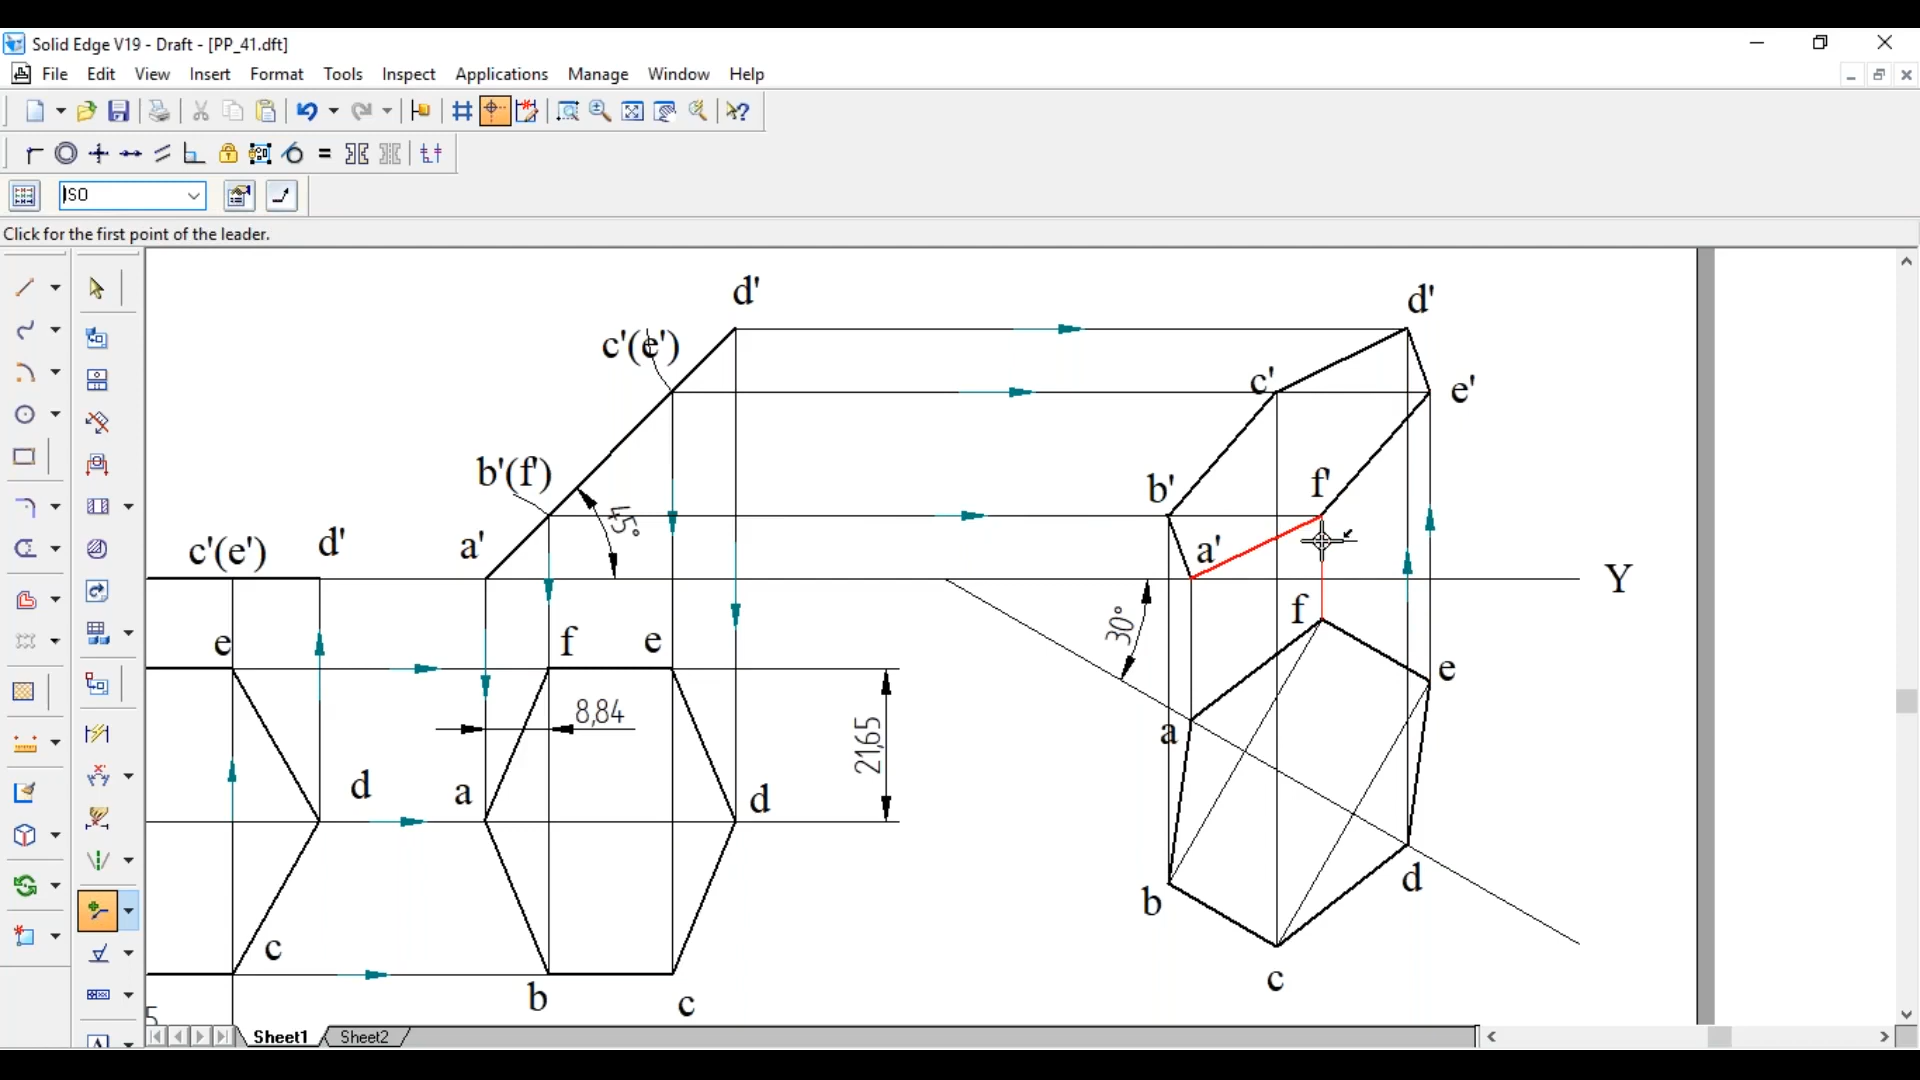 Solid Edge V19 - Draft - [PP_41.dft]
File Edit View Insert Format Tools Inspect Applications Manage Window Help
ISO
Click for the first point of the leader.
d'
d'
c'(e')
c'
e'
b'(f')
b'
f'
45°
a'
a'
c'(e')
d'
Y
30°
f
e
f
e
e
8,84
21,65
a
d
a
d
d
b
c
c
b
c
5
Sheet1 Sheet2